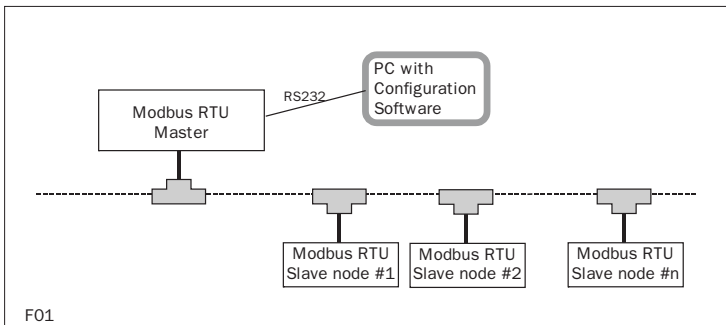 PC with
Configuration
Software
RS232
Modbus RTU
Master
Modbus RTU
Slave node #1
Modbus RTU
Slave node #2
Modbus RTU
Slave node #n
F01